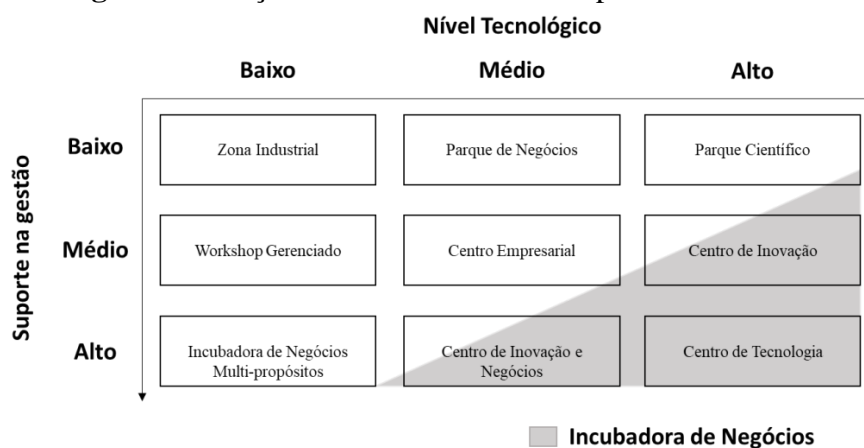 Nível Tecnológico
Baixo Médio Alto
Suporte na gestão
Baixo Zona Industrial Parque de Negócios Parque Científico
Médio Workshop Gerenciado Centro Empresarial Centro de Inovação
Alto Incubadora de Negócios Multi-propósitos Centro de Inovação e Negócios Centro de Tecnologia
Incubadora de Negócios